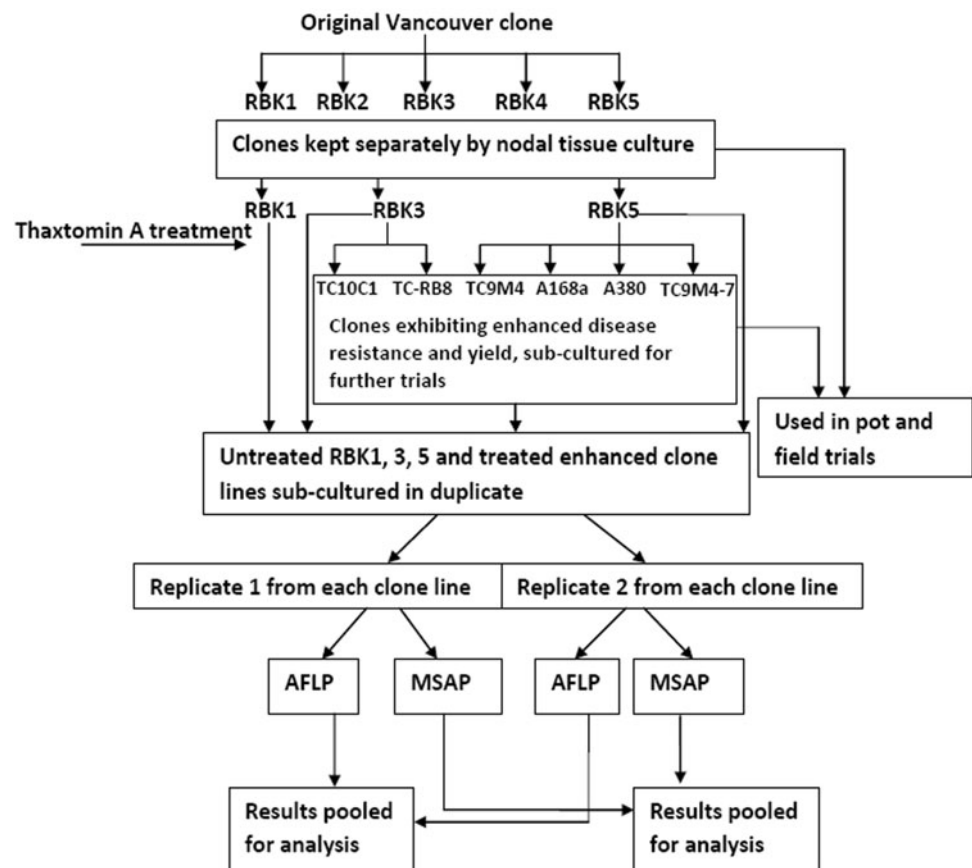 Original Vancouver clone
RBK1 RBK2 RBK3 RBK4 RBK5
Clones kept separately by nodal tissue culture
RBK1 RBK3 RBK5
Thaxtomin A treatment
TC10C1 TC-RB8 TC9M4 A168a A380 TC9M4-7
Clones exhibiting enhanced disease
resistance and yield, sub-cultured for
further trials
Used in pot and
field trials
Untreated RBK1, 3, 5 and treated enhanced clone
lines sub-cultured in duplicate
Replicate 1 from each clone line
Replicate 2 from each clone line
AFLP MSAP AFLP MSAP
Results pooled
for analysis
Results pooled
for analysis